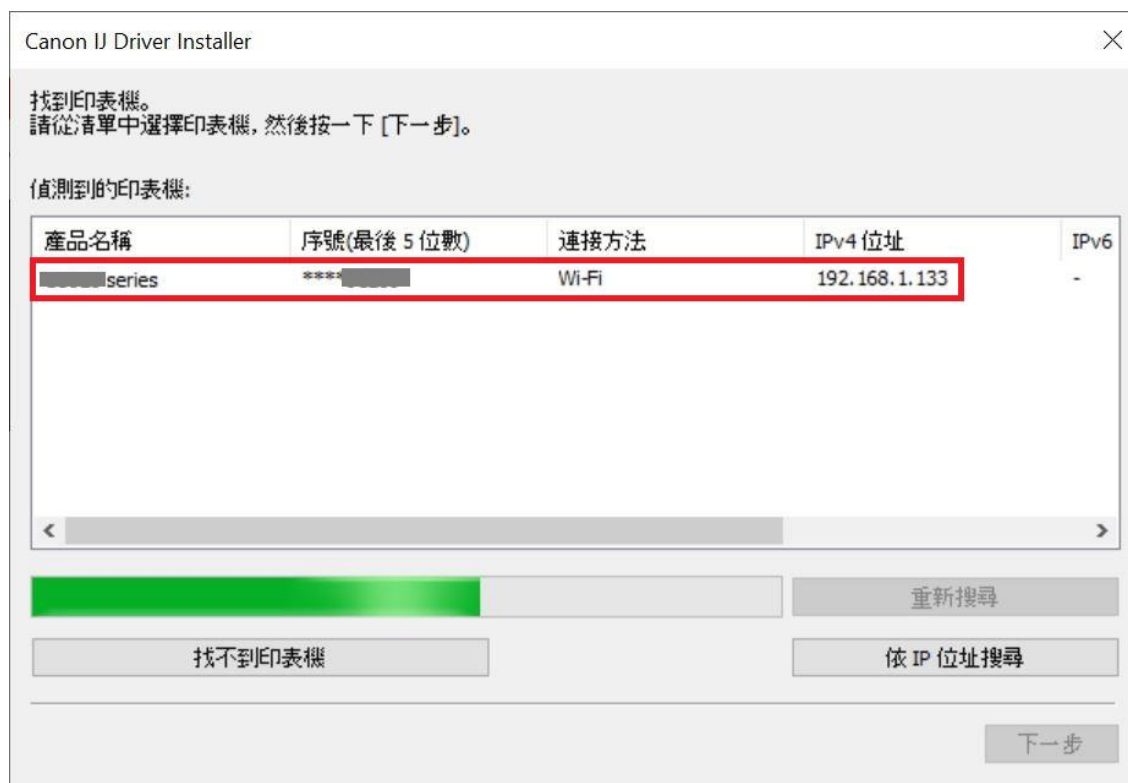 Canon IJ Driver Installer
找到印表機。
請從清單中選擇印表機，然後按一下 [下一步]。
偵測到的印表機:
產品名稱 序號(最後 5 位數) 連接方法 IPv4 位址 IPv6
series **** Wi-Fi 192.168.1.133 -
重新搜尋
找不到印表機 依 IP 位址搜尋
下一步